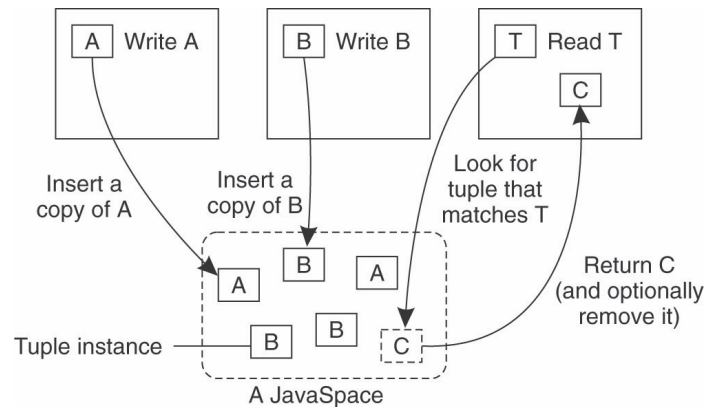 A Write A
B Write B
T Read T
C
Insert a
copy of A
Insert a
copy of B
Look for
tuple that
matches T
Return C
(and optionally
remove it)
A
B
A
B
B
C
Tuple instance
A JavaSpace